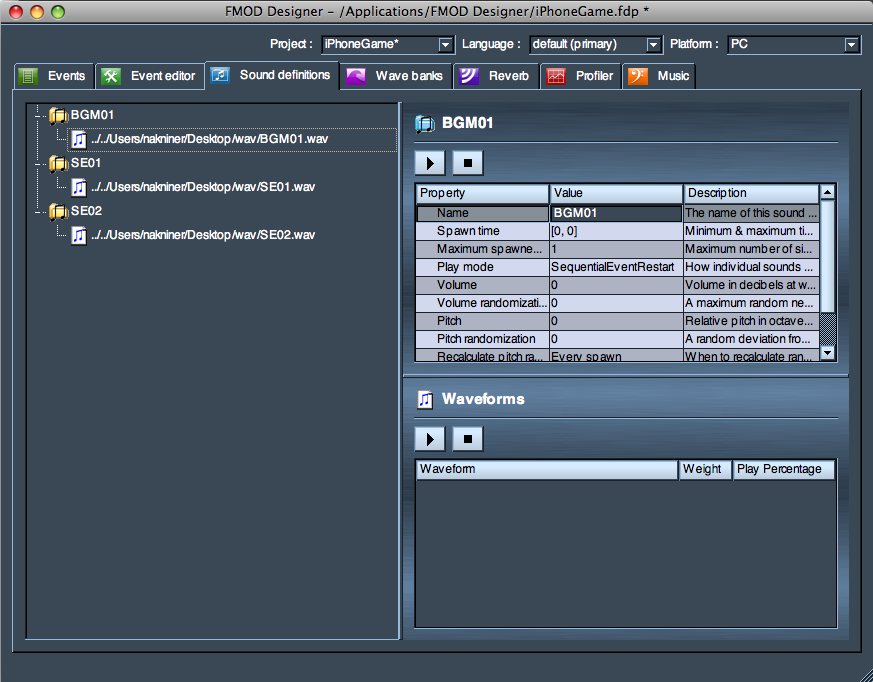 FMOD Designer - /Applications/FMOD Designer/iPhoneGame.fdp *
Project : iPhoneGame* Language : default (primary) Platform : PC
Events Event editor Sound definitions Wave banks Reverb Profiler Music
BGM01
../../Users/nakniner/Desktop/wav/BGM01.wav
SE01
../../Users/nakniner/Desktop/wav/SE01.wav
SE02
../../Users/nakniner/Desktop/wav/SE02.wav
BGM01
Property Value Description
Name BGM01 The name of this sound ...
Spawn time [0, 0] Minimum & maximum ti...
Maximum spawne... 1 Maximum number of si...
Play mode SequentialEventRestart How individual sounds ...
Volume 0 Volume in decibels at w...
Volume randomizati... 0 A maximum random ne...
Pitch 0 Relative pitch in octave...
Pitch randomization 0 A random deviation fro...
Recalculate pitch ra... Every spawn When to recalculate ran...
Waveforms
Waveform Weight Play Percentage